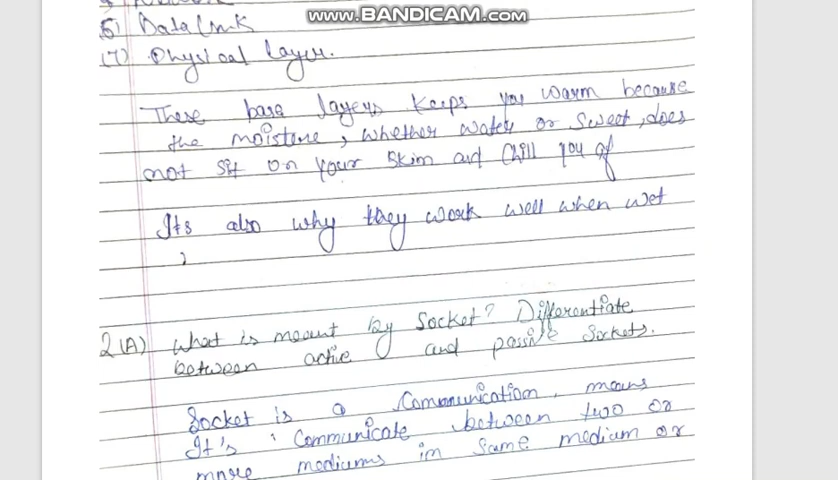 WWW.BANDICAM.COM
6) Data link
(7) Physical layer.
These base layers keeps you warm because
the moisture, whether water or sweet, does
not sit on your skim and chill you of
Its also why they work well when wet
2(A) What is meant by Socket? Differentiate
between active and passive sockets.
Socket is a Communication, means
It's communicate between two or
more mediums in same medium or